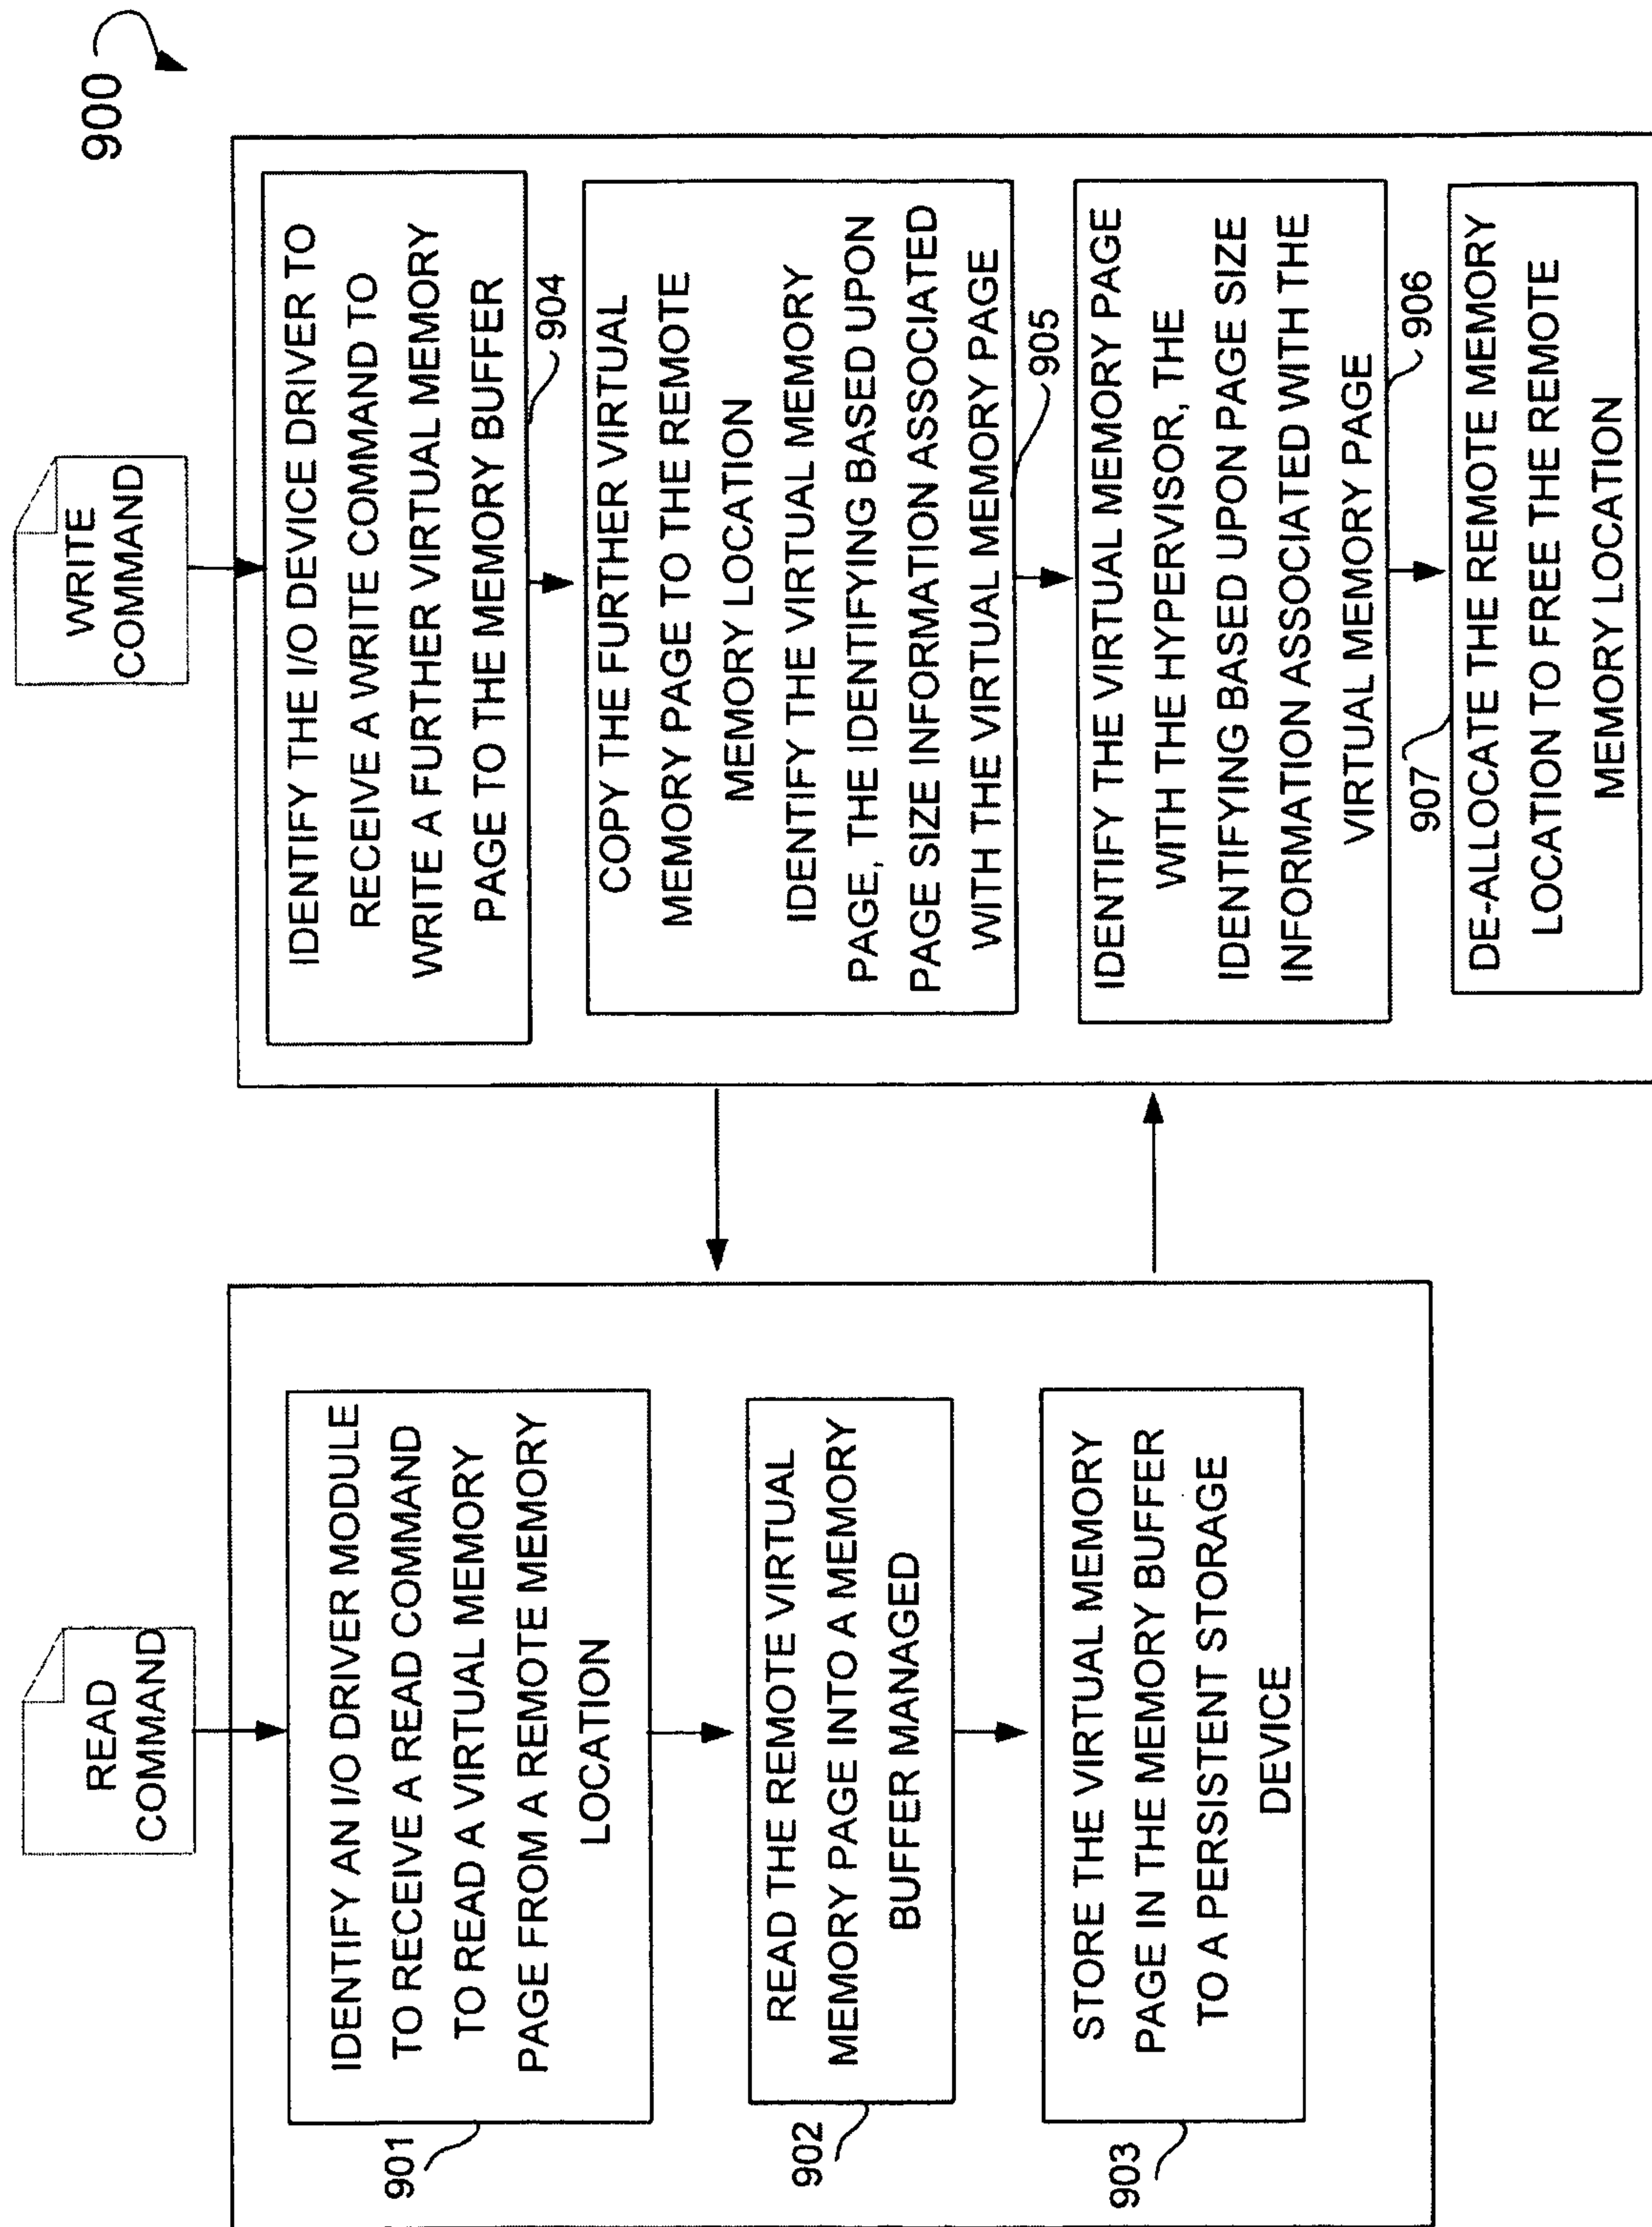 900
READ
COMMAND
IDENTIFY AN I/O DRIVER MODULE
TO RECEIVE A READ COMMAND
TO READ A VIRTUAL MEMORY
PAGE FROM A REMOTE MEMORY
LOCATION
901
READ THE REMOTE VIRTUAL
MEMORY PAGE INTO A MEMORY
BUFFER MANAGED
902
STORE THE VIRTUAL MEMORY
PAGE IN THE MEMORY BUFFER
TO A PERSISTENT STORAGE
DEVICE
903
WRITE
COMMAND
IDENTIFY THE I/O DEVICE DRIVER TO
RECEIVE A WRITE COMMAND TO
WRITE A FURTHER VIRTUAL MEMORY
PAGE TO THE MEMORY BUFFER
904
COPY THE FURTHER VIRTUAL
MEMORY PAGE TO THE REMOTE
MEMORY LOCATION
IDENTIFY THE VIRTUAL MEMORY
PAGE, THE IDENTIFYING BASED UPON
PAGE SIZE INFORMATION ASSOCIATED
WITH THE VIRTUAL MEMORY PAGE
905
IDENTIFY THE VIRTUAL MEMORY PAGE
WITH THE HYPERVISOR, THE
IDENTIFYING BASED UPON PAGE SIZE
INFORMATION ASSOCIATED WITH THE
VIRTUAL MEMORY PAGE
906
907
DE-ALLOCATE THE REMOTE MEMORY
LOCATION TO FREE THE REMOTE
MEMORY LOCATION